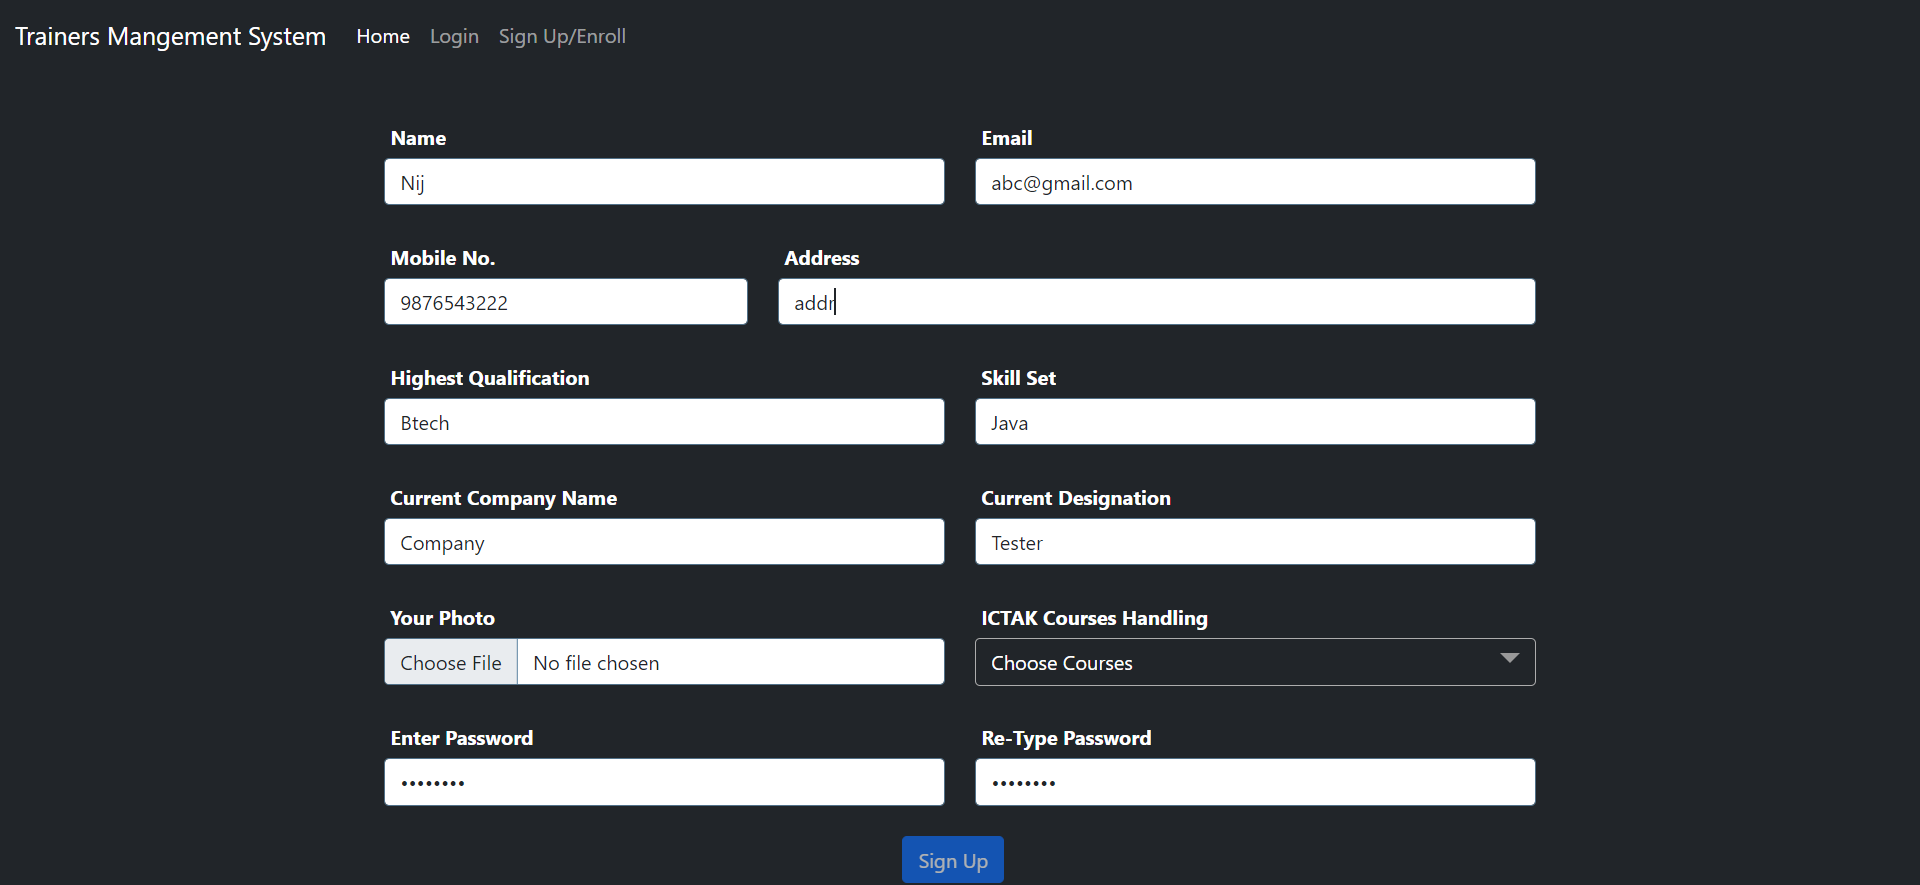 Trainers Mangement System Home Login Sign Up/Enroll
Name Email
Nij abc@gmail.com
Mobile No. Address
9876543222 addr
Highest Qualification Skill Set
Btech Java
Current Company Name Current Designation
Company Tester
Your Photo ICTAK Courses Handling
Choose File No file chosen Choose Courses
Enter Password Re-Type Password
•••••••• ••••••••
Sign Up